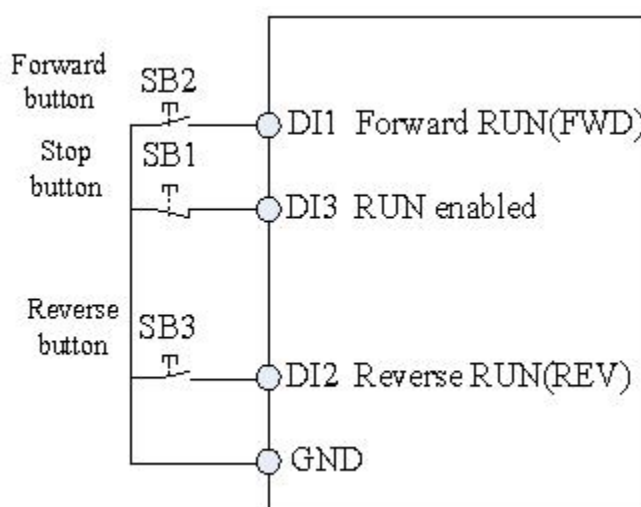 Forward
button
SB2
DI1 Forward RUN(FWD)
Stop
button
SB1
DI3 RUN enabled
Reverse
button
SB3
DI2 Reverse RUN(REV)
GND